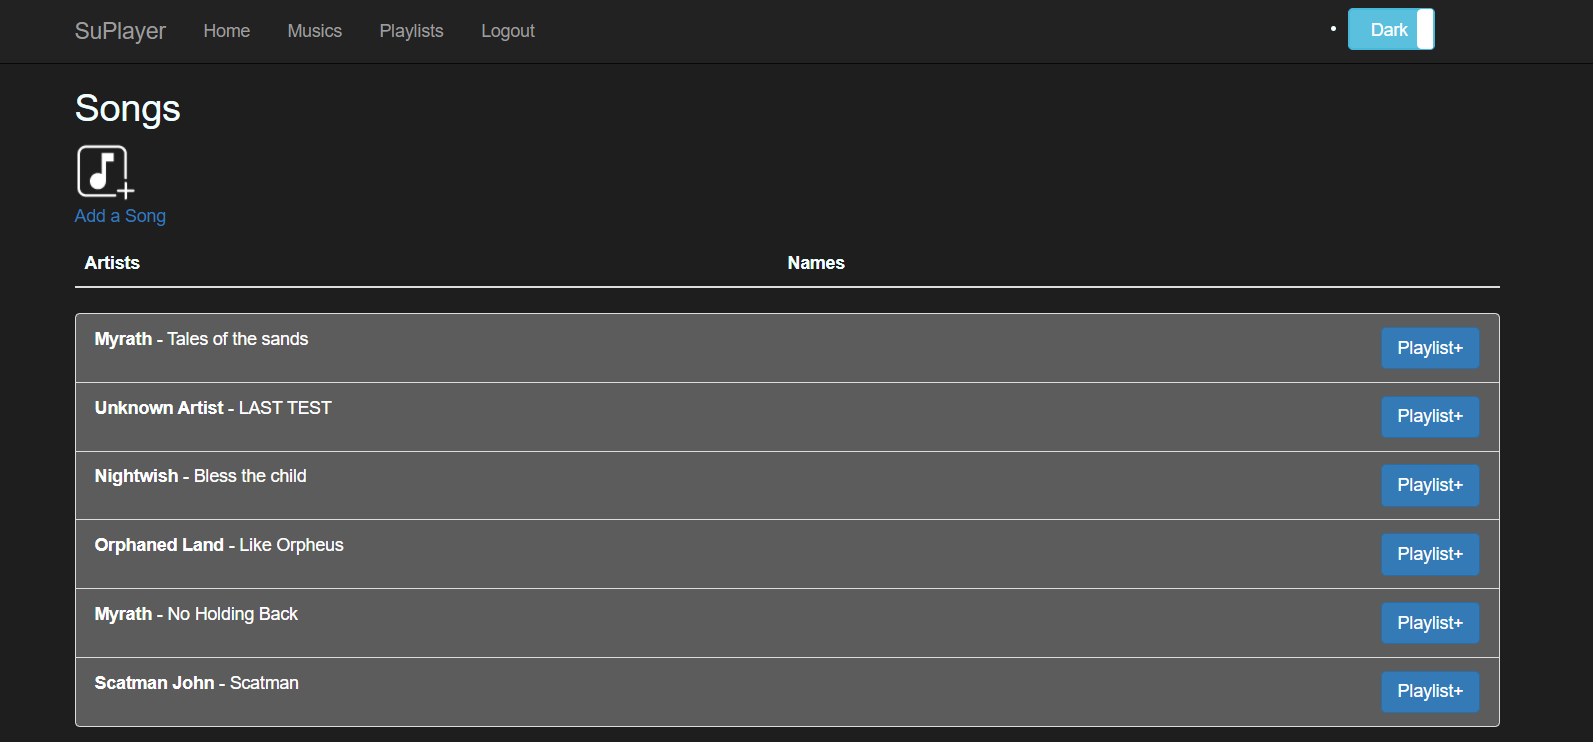 SuPlayer Home Musics Playlists Logout • Dark
Songs
Add a Song
Artists Names
Myrath - Tales of the sands Playlist+
Unknown Artist - LAST TEST Playlist+
Nightwish - Bless the child Playlist+
Orphaned Land - Like Orpheus Playlist+
Myrath - No Holding Back Playlist+
Scatman John - Scatman Playlist+